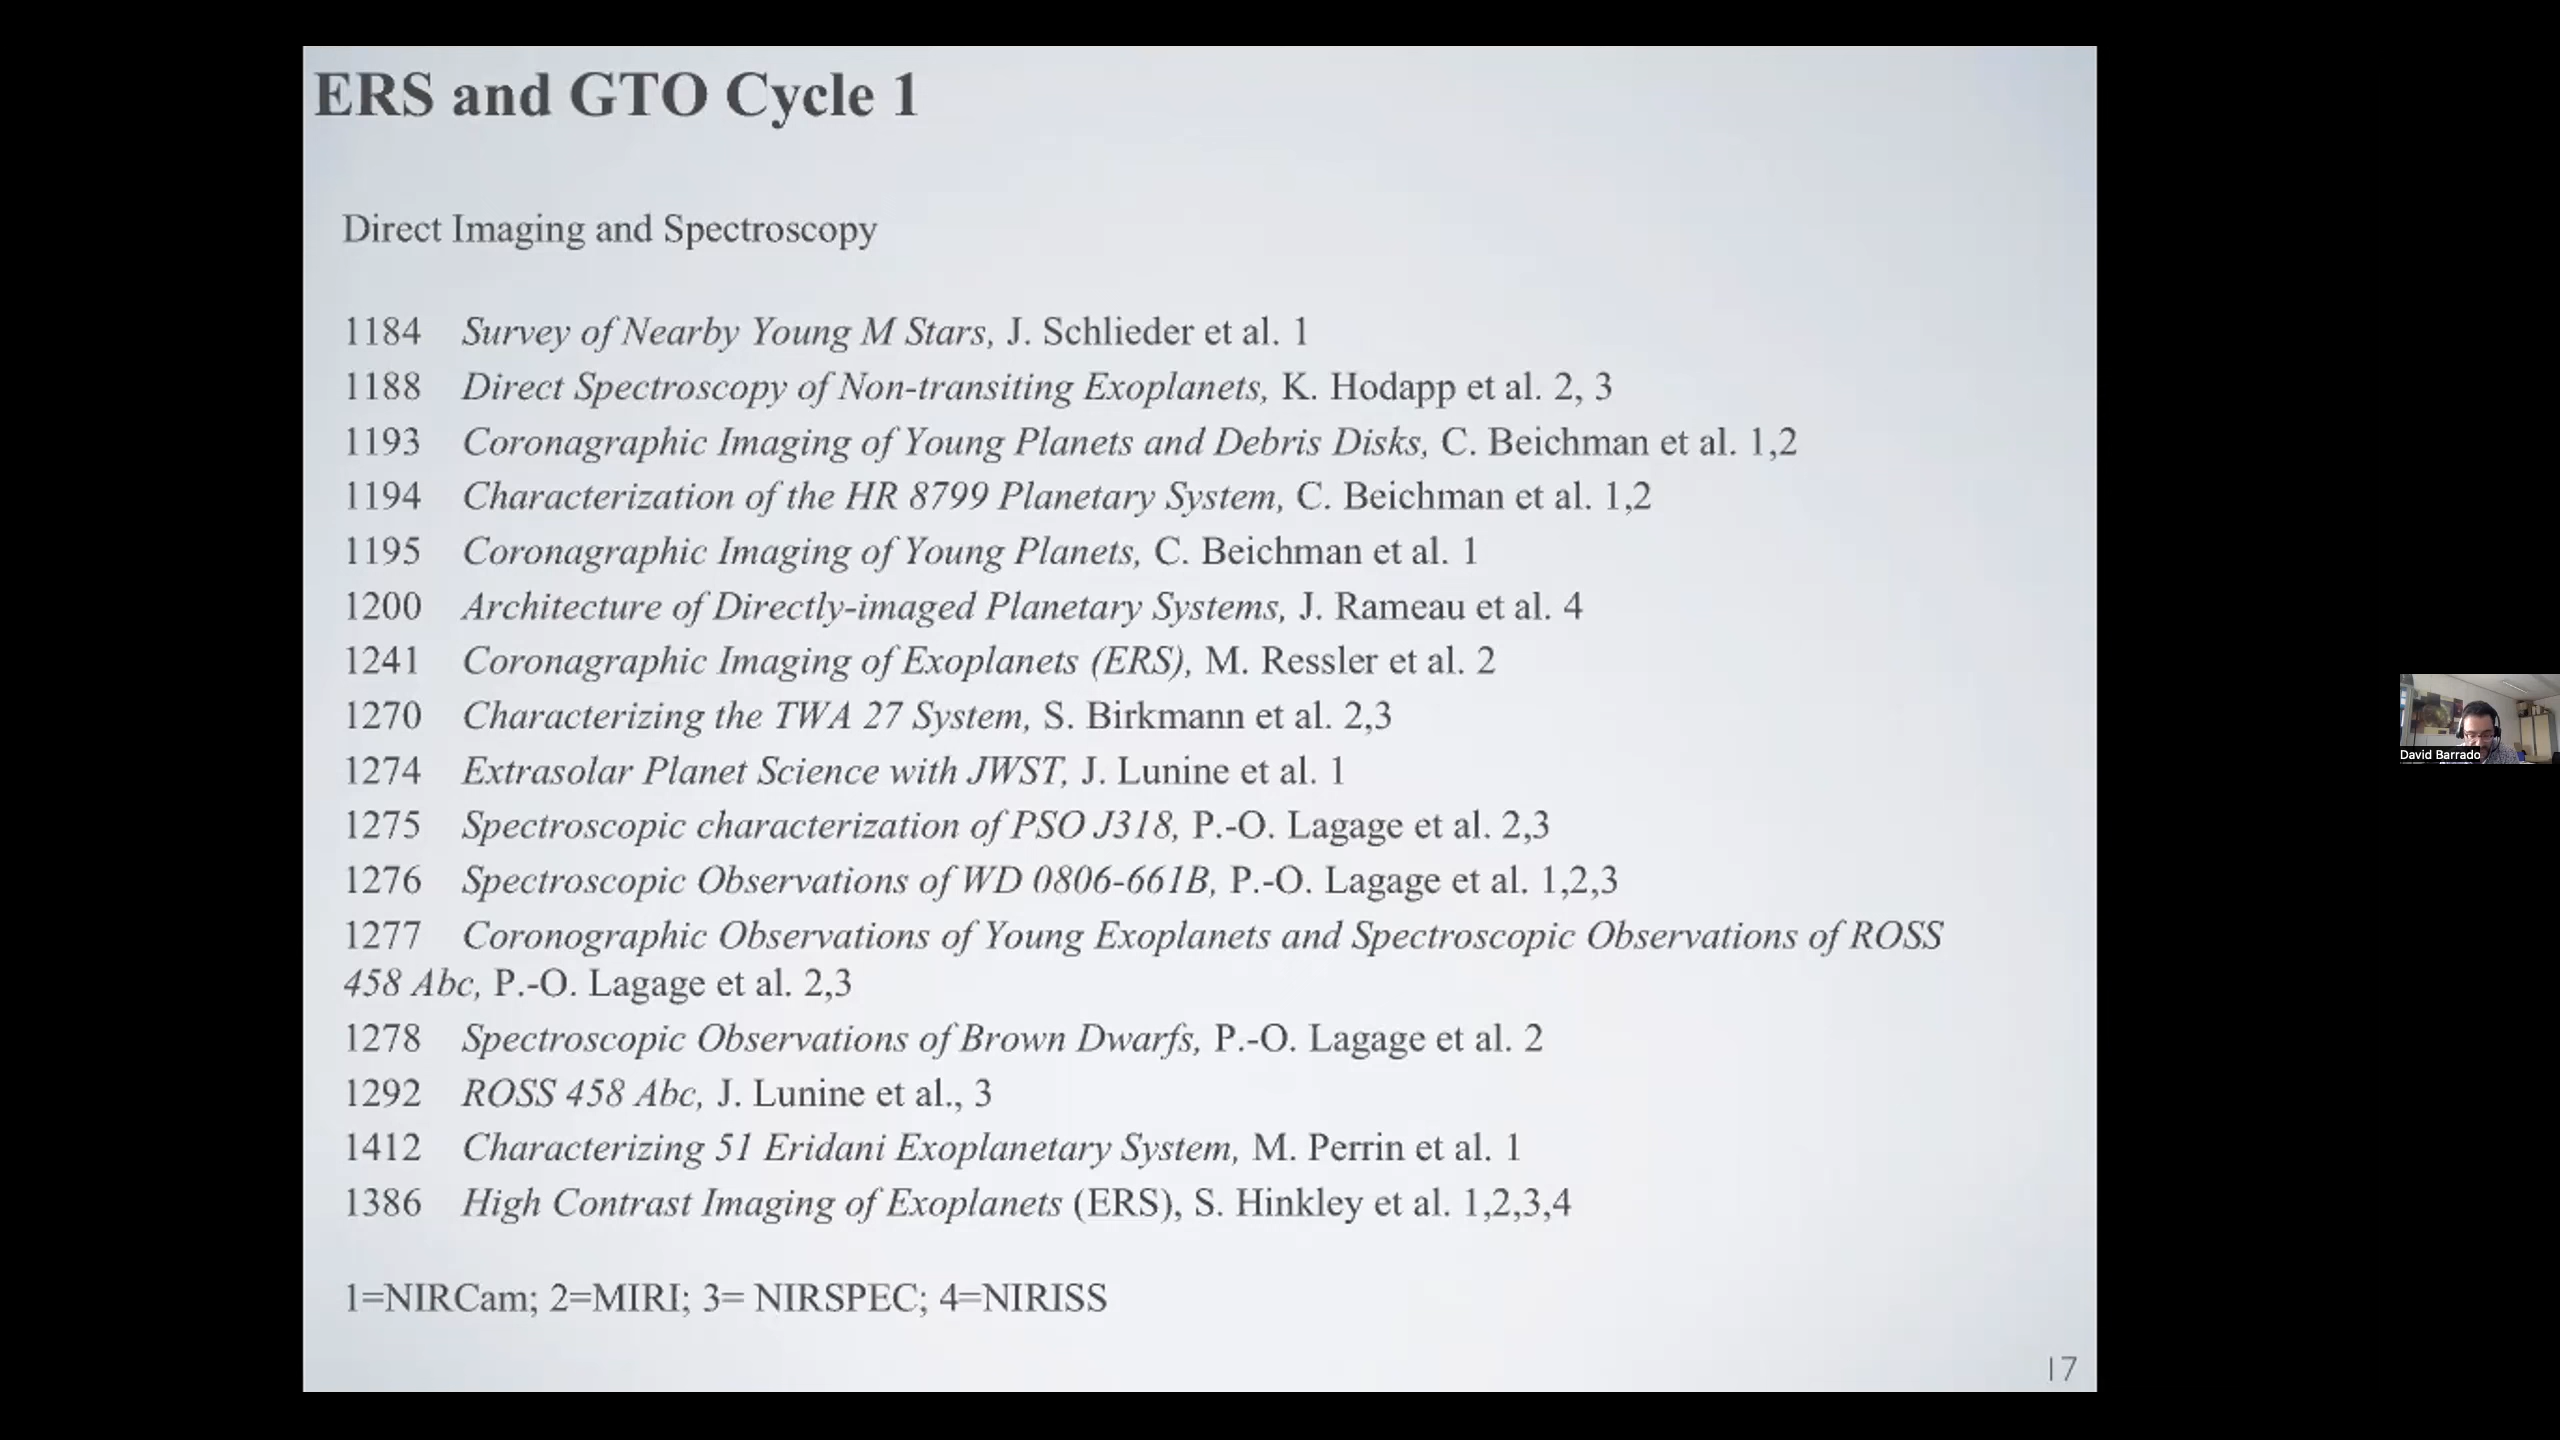 ERS and GTO Cycle 1
Direct Imaging and Spectroscopy
1184 Survey of Nearby Young M Stars, J. Schlieder et al. 1
1188 Direct Spectroscopy of Non-transiting Exoplanets, K. Hodapp et al. 2, 3
1193 Coronagraphic Imaging of Young Planets and Debris Disks, C. Beichman et al. 1,2
1194 Characterization of the HR 8799 Planetary System, C. Beichman et al. 1,2
1195 Coronagraphic Imaging of Young Planets, C. Beichman et al. 1
1200 Architecture of Directly-imaged Planetary Systems, J. Rameau et al. 4
1241 Coronagraphic Imaging of Exoplanets (ERS), M. Ressler et al. 2
1270 Characterizing the TWA 27 System, S. Birkmann et al. 2,3
1274 Extrasolar Planet Science with JWST, J. Lunine et al. 1
1275 Spectroscopic characterization of PSO J318, P.-O. Lagage et al. 2,3
1276 Spectroscopic Observations of WD 0806-661B, P.-O. Lagage et al. 1,2,3
1277 Coronographic Observations of Young Exoplanets and Spectroscopic Observations of ROSS
458 Abc, P.-O. Lagage et al. 2,3
1278 Spectroscopic Observations of Brown Dwarfs, P.-O. Lagage et al. 2
1292 ROSS 458 Abc, J. Lunine et al., 3
1412 Characterizing 51 Eridani Exoplanetary System, M. Perrin et al. 1
1386 High Contrast Imaging of Exoplanets (ERS), S. Hinkley et al. 1,2,3,4
1=NIRCam; 2=MIRI; 3= NIRSPEC; 4=NIRISS
17
David Barrado